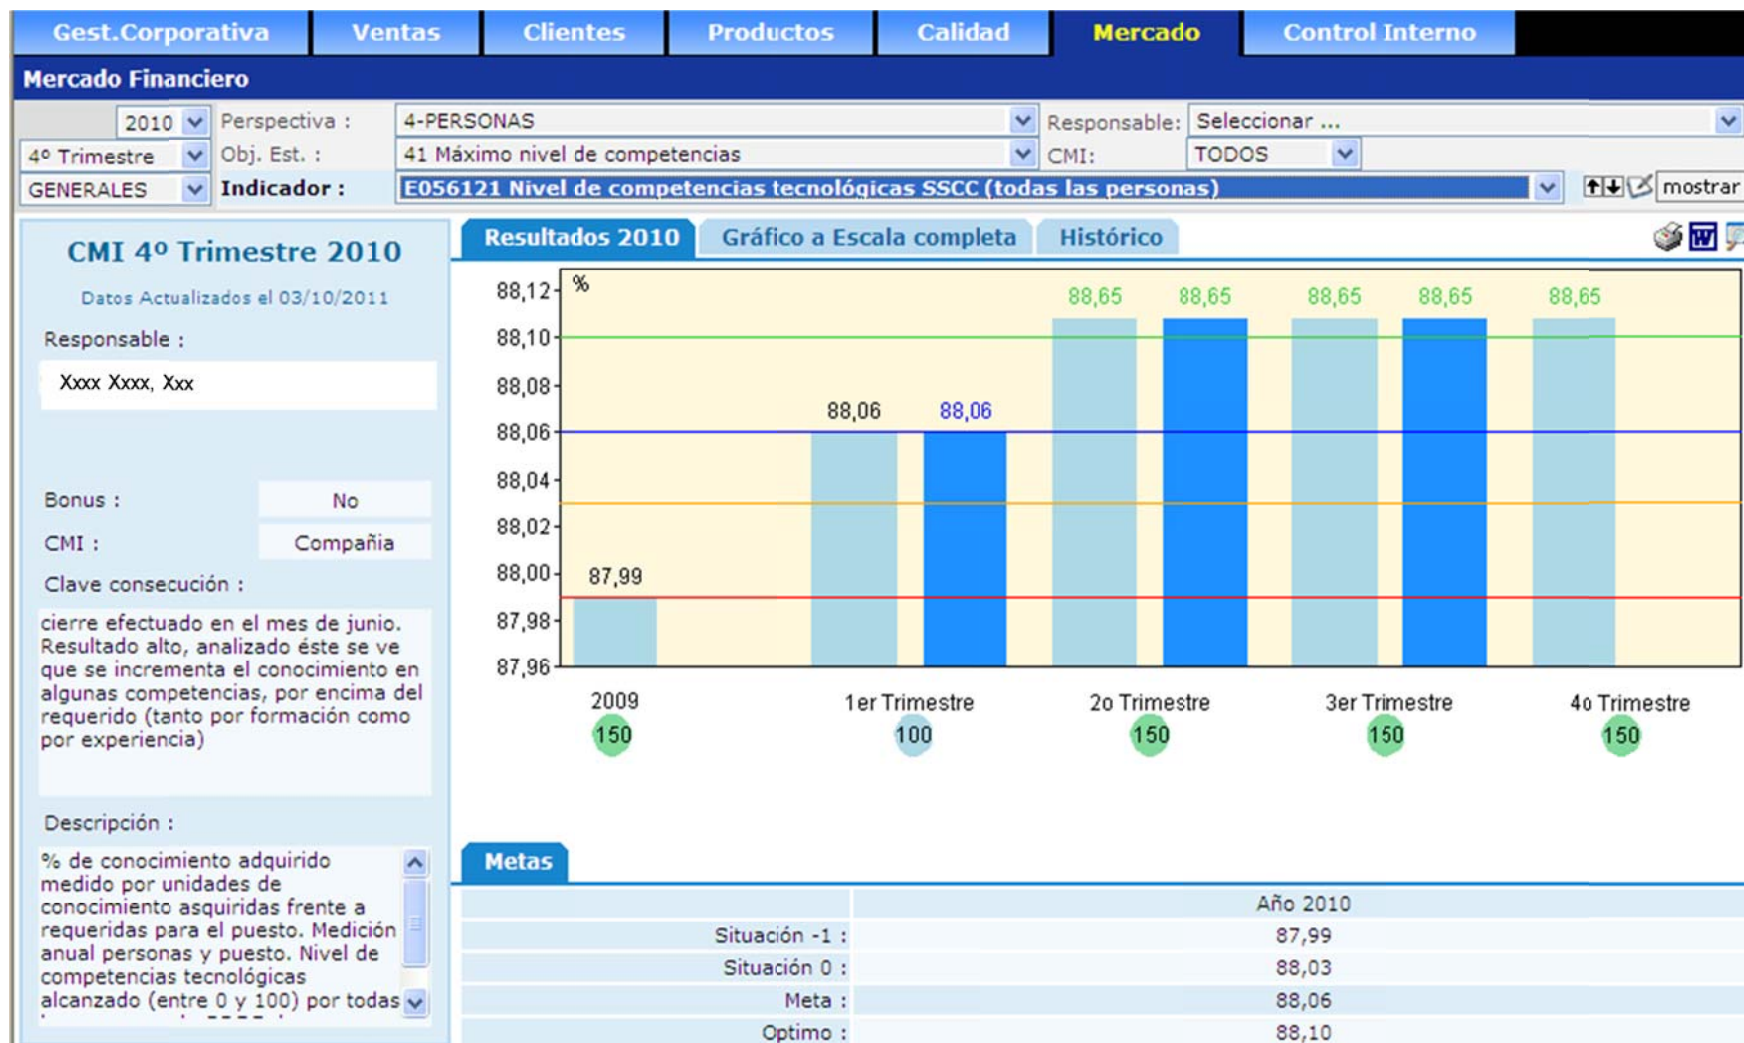 Gest.Corporativa Ventas Clientes Productos Calidad Mercado Control Interno
Mercado Financiero
2010 Perspectiva : 4-PERSONAS Responsable: Seleccionar ...
4º Trimestre Obj. Est. : 41 Máximo nivel de competencias CMI: TODOS
GENERALES Indicador : E056121 Nivel de competencias tecnológicas SSCC (todas las personas) mostrar
CMI 4º Trimestre 2010
Datos Actualizados el 03/10/2011
Responsable :
Xxxx Xxxx, Xxx
Bonus : No
CMI : Compañia
Clave consecución :
cierre efectuado en el mes de junio.
Resultado alto, analizado éste se ve
que se incrementa el conocimiento en
algunas competencias, por encima del
requerido (tanto por formación como
por experiencia)
Descripción :
% de conocimiento adquirido
medido por unidades de
conocimiento asquiridas frente a
requeridas para el puesto. Medición
anual personas y puesto. Nivel de
competencias tecnológicas
alcanzado (entre 0 y 100) por todas
Resultados 2010 Gráfico a Escala completa Histórico
%
88,12
88,10
88,08
88,06
88,04
88,02
88,00
87,98
87,96
87,99 88,06 88,06 88,65 88,65 88,65 88,65 88,65
2009 1er Trimestre 2o Trimestre 3er Trimestre 4o Trimestre
150 100 150 150 150
Metas
Año 2010
Situación -1 : 87,99
Situación 0 : 88,03
Meta : 88,06
Optimo : 88,10